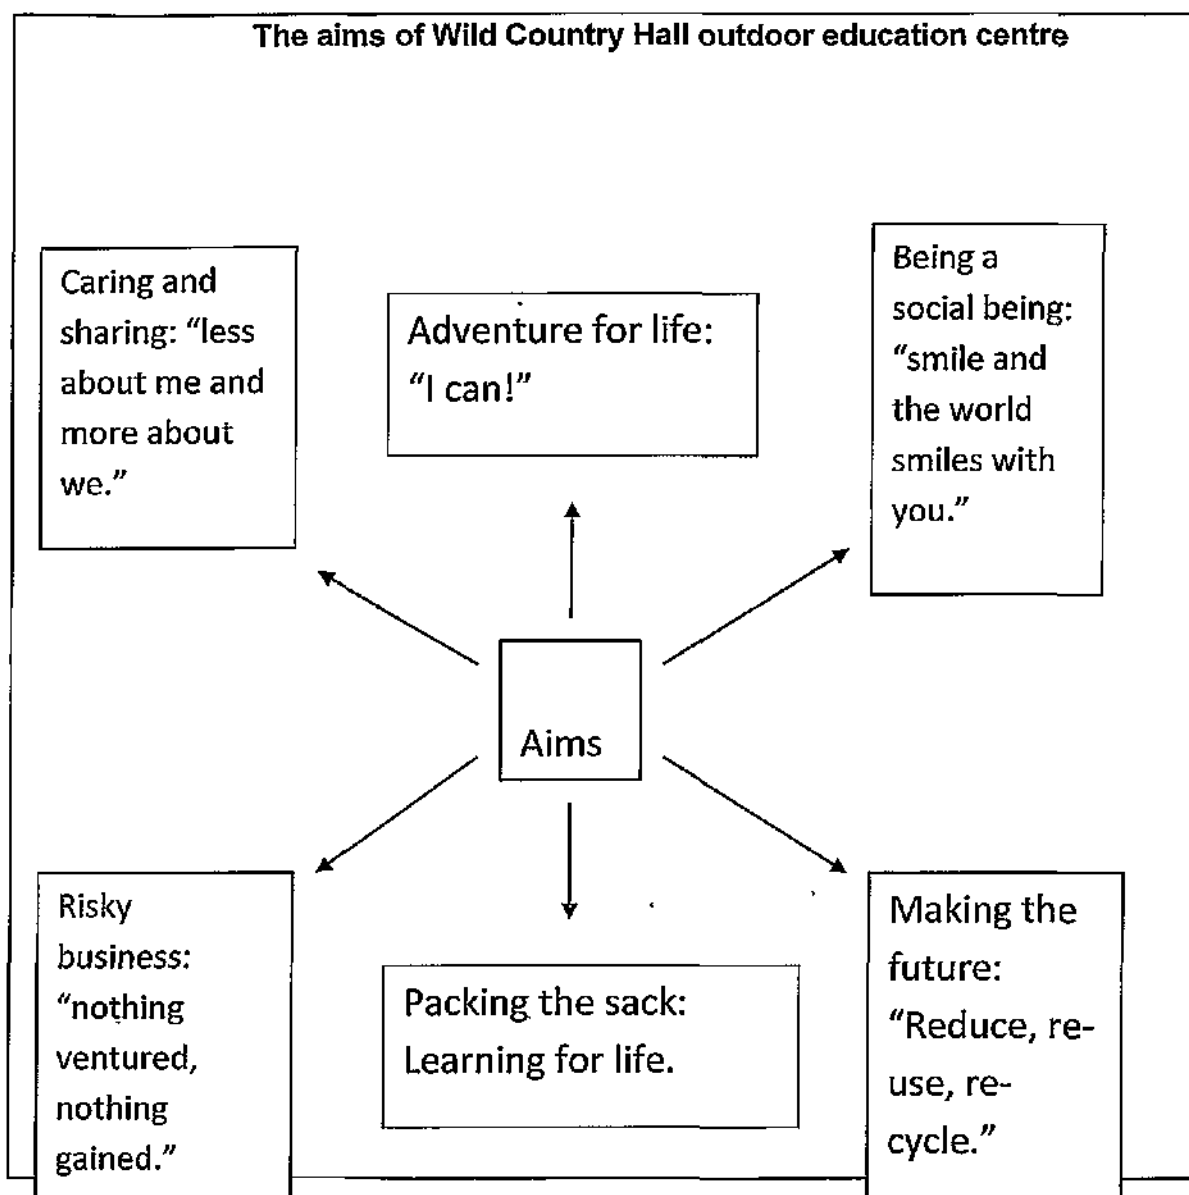 The aims of Wild Country Hall outdoor education centre
Caring and
sharing: “less
about me and
more about
we.”
Adventure for life:
“I can!”
Being a
social being:
“smile and
the world
smiles with
you.”
Aims
Risky
business:
“nothing
ventured,
nothing
gained.”
Packing the sack:
Learning for life.
Making the
future:
“Reduce, re-
use, re-
cycle.”